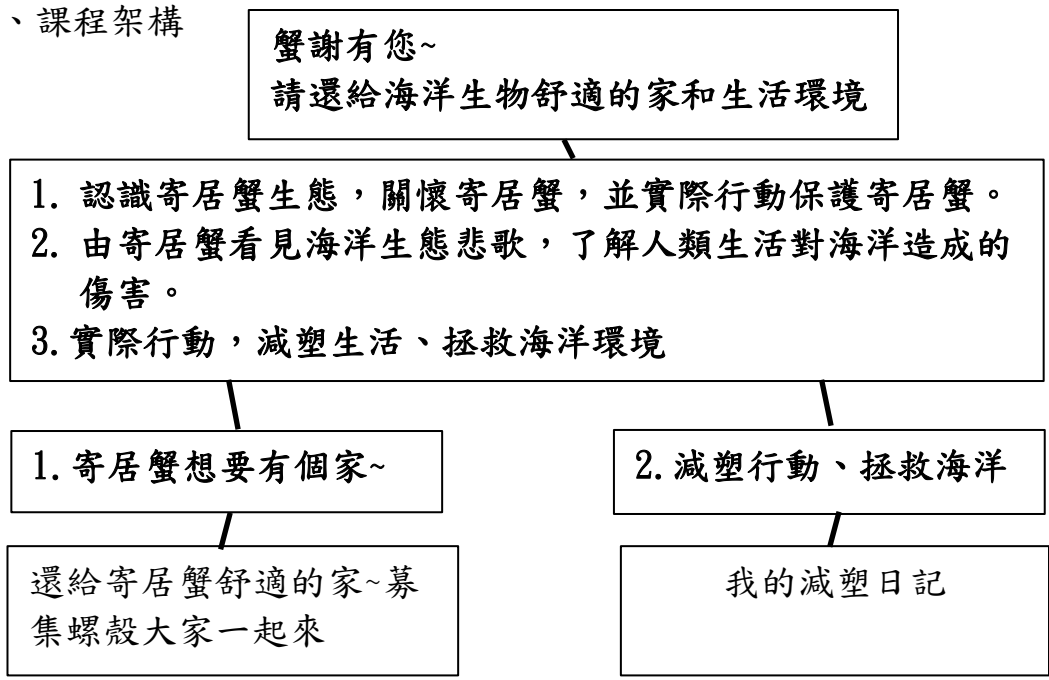 、課程架構
蟹謝有您~
請還給海洋生物舒適的家和生活環境
1. 認識寄居蟹生態，關懷寄居蟹，並實際行動保護寄居蟹。
2. 由寄居蟹看見海洋生態悲歌，了解人類生活對海洋造成的
傷害。
3.實際行動，減塑生活、拯救海洋環境
1.寄居蟹想要有個家~
2.減塑行動、拯救海洋
還給寄居蟹舒適的家~募
集螺殼大家一起來
我的減塑日記